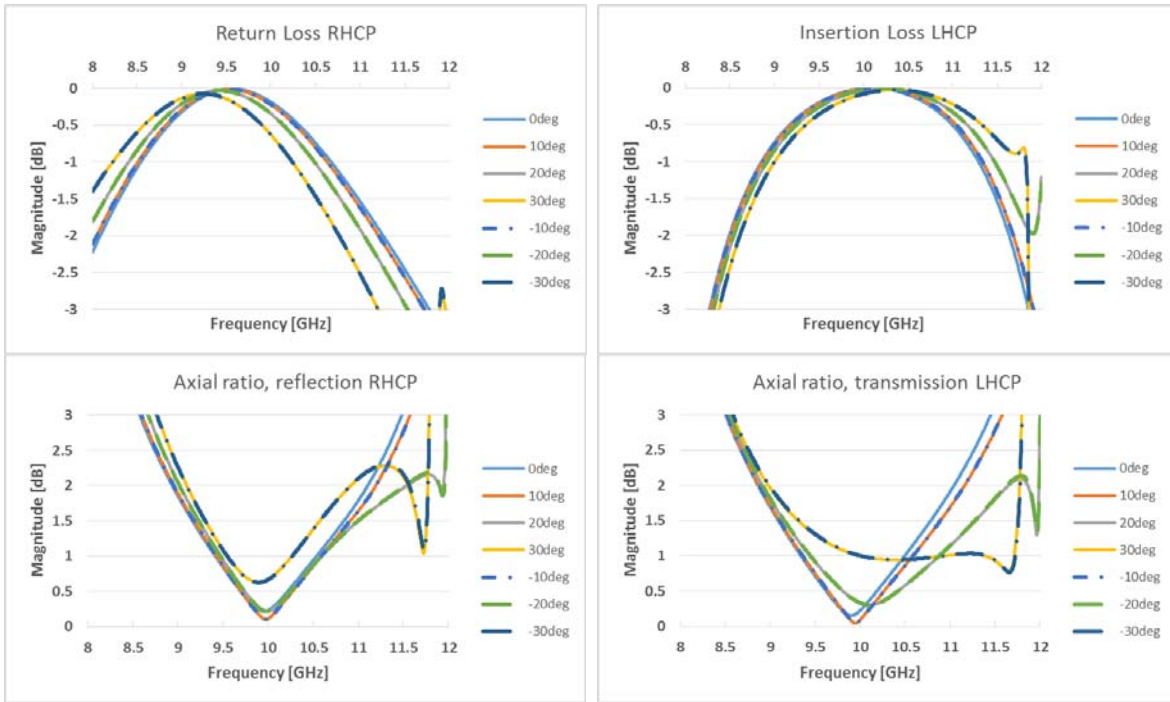 Return Loss RHCP
8 8.5 9 9.5 10 10.5 11 11.5 12
0
-0.5
-1
-1.5
-2
-2.5
-3
Magnitude [dB]
Frequency [GHz]
0deg
10deg
20deg
30deg
-10deg
-20deg
-30deg
Insertion Loss LHCP
8 8.5 9 9.5 10 10.5 11 11.5 12
0
-0.5
-1
-1.5
-2
-2.5
-3
Magnitude [dB]
Frequency [GHz]
0deg
10deg
20deg
30deg
-10deg
-20deg
-30deg
Axial ratio, reflection RHCP
3
2.5
2
1.5
1
0.5
0
Magnitude [dB]
8 8.5 9 9.5 10 10.5 11 11.5 12
Frequency [GHz]
0deg
10deg
20deg
30deg
-10deg
-20deg
-30deg
Axial ratio, transmission LHCP
3
2.5
2
1.5
1
0.5
0
Magnitude [dB]
8 8.5 9 9.5 10 10.5 11 11.5 12
Frequency [GHz]
0deg
10deg
20deg
30deg
-10deg
-20deg
-30deg